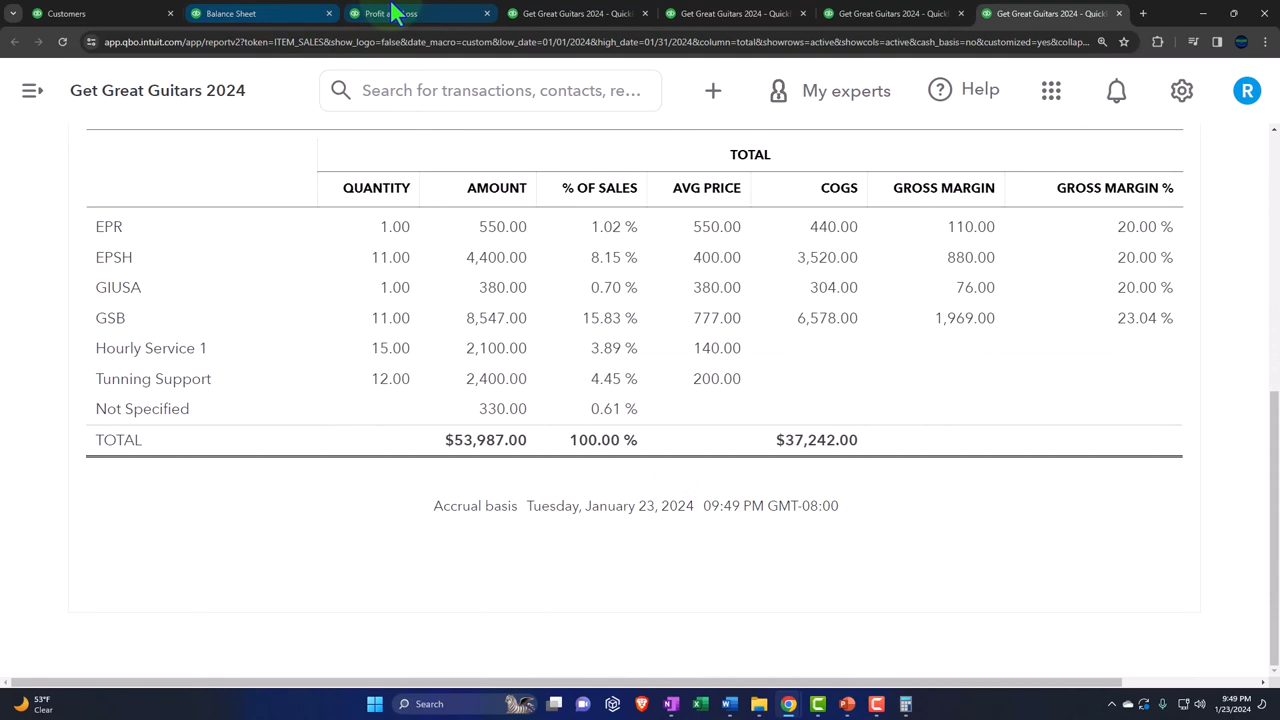 Customers
Balance Sheet
Profit and Loss
Get Great Guitars 2024 - Quick
Get Great Guitars 2024 - Quick
Get Great Guitars 2024 - Quick
Get Great Guitars 2024 - Quick
app.qbo.intuit.com/app/reportv2?token=ITEM_SALES&show_logo=false&date_macro=custom&low_date=01/01/2024&high_date=01/31/2024&column=total&showrows=active&showcols=active&cash_basis=no&customized=yes&collap...
Get Great Guitars 2024
Search for transactions, contacts, re...
My experts
Help
R
TOTAL
QUANTITY AMOUNT % OF SALES AVG PRICE COGS GROSS MARGIN GROSS MARGIN %
EPR 1.00 550.00 1.02 % 550.00 440.00 110.00 20.00 %
EPSH 11.00 4,400.00 8.15 % 400.00 3,520.00 880.00 20.00 %
GIUSA 1.00 380.00 0.70 % 380.00 304.00 76.00 20.00 %
GSB 11.00 8,547.00 15.83 % 777.00 6,578.00 1,969.00 23.04 %
Hourly Service 1 15.00 2,100.00 3.89 % 140.00
Tunning Support 12.00 2,400.00 4.45 % 200.00
Not Specified 330.00 0.61 %
TOTAL $53,987.00 100.00 % $37,242.00
Accrual basis Tuesday, January 23, 2024 09:49 PM GMT-08:00
53°F
Clear
Search
9:49 PM
1/23/2024